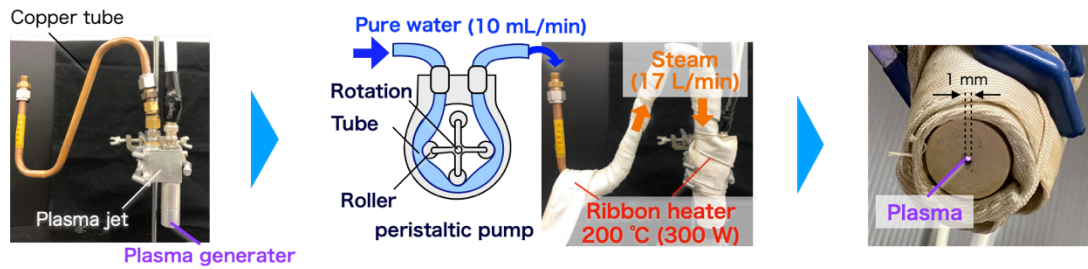 Copper tube
Plasma jet
Plasma generater
Pure water (10 mL/min)
Rotation
Tube
Roller
peristaltic pump
Steam
(17 L/min)
Ribbon heater
200 ℃ (300 W)
1 mm
Plasma